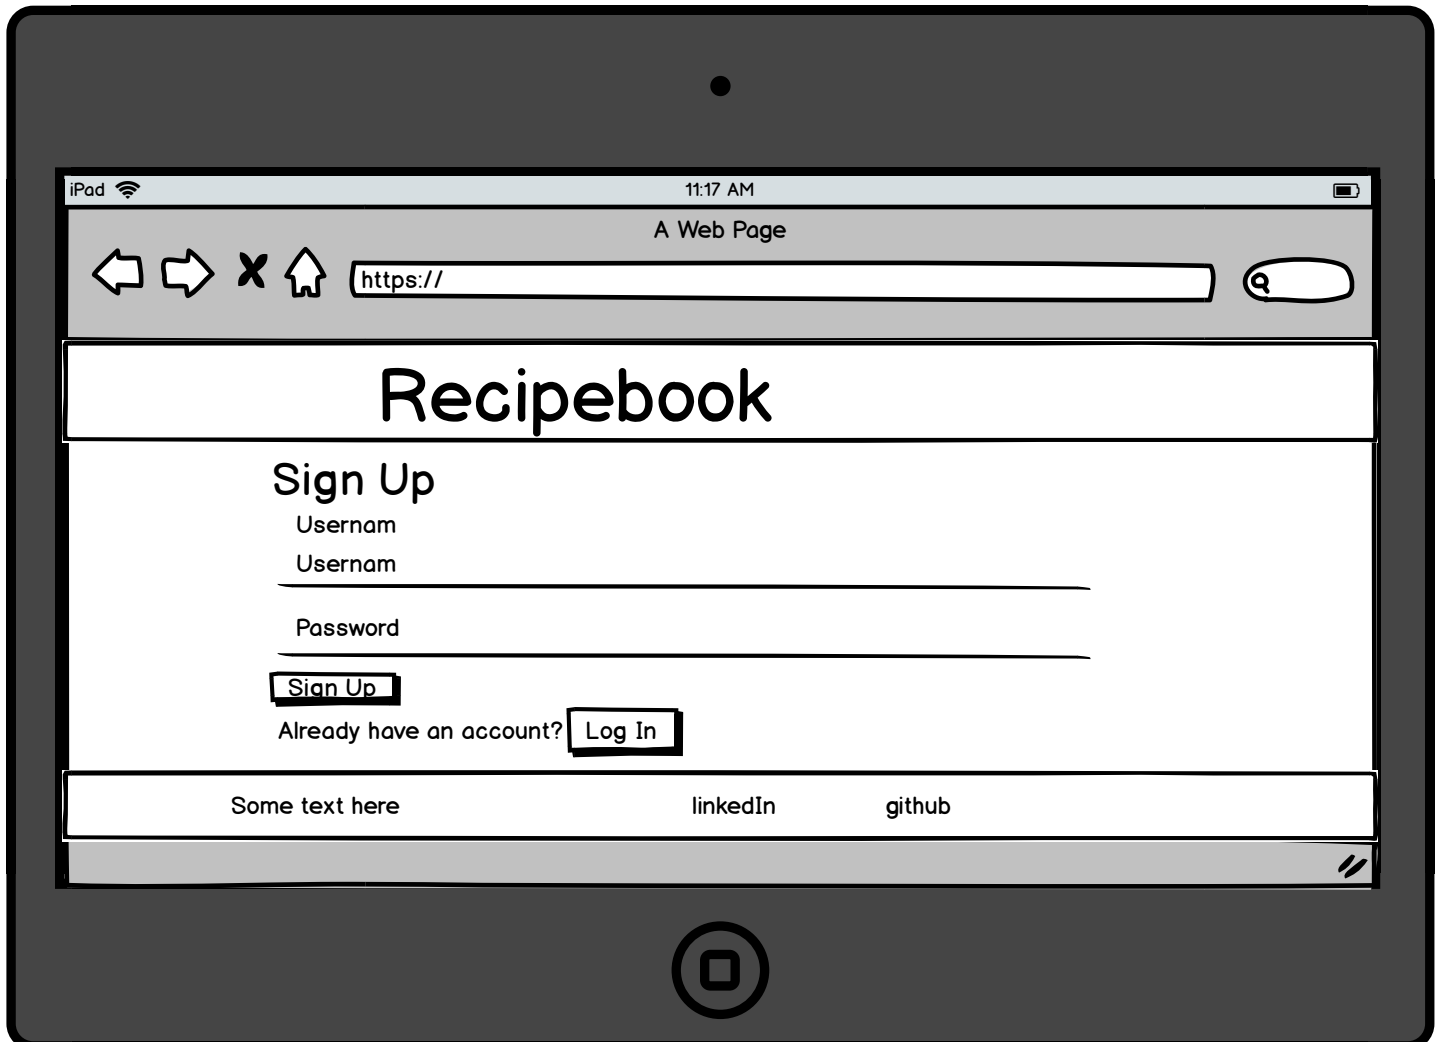 iPad 11:17 AM
A Web Page
https://
Recipebook
Sign Up
Usernam
Usernam
Password
Sign Up
Already have an account? Log In
Some text here linkedIn github